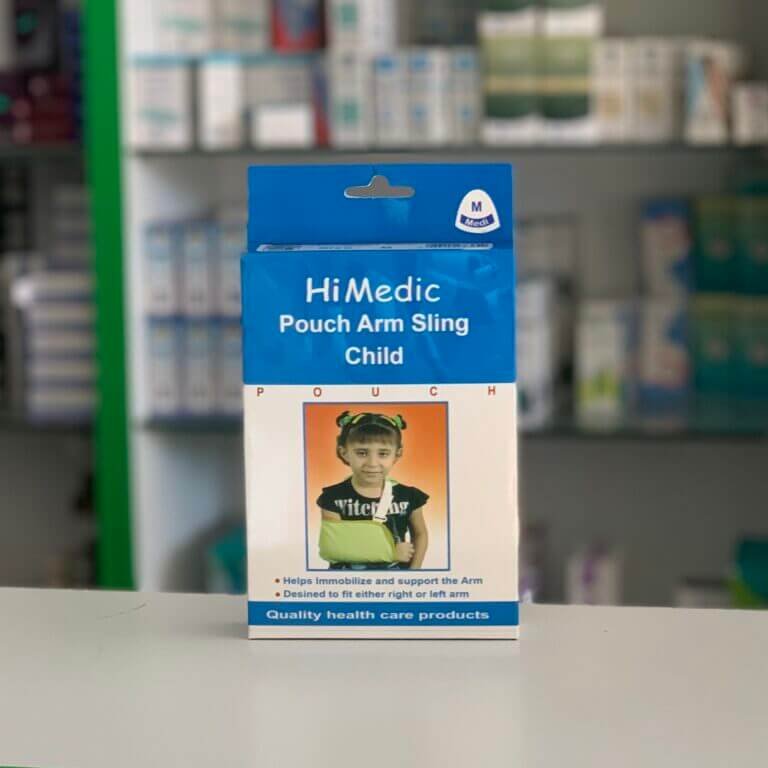 M
Medi
HiMedic
Pouch Arm Sling
Child
P O U C H
Witching
• Helps Immobilize and support the Arm
• Desined to fit either right or left arm
Quality health care products